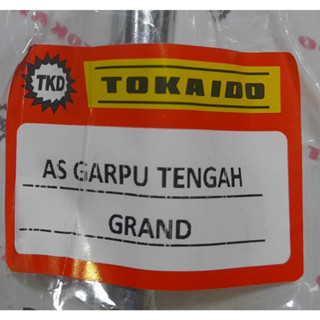 TKD
TOKAIDO
AS GARPU TENGAH
GRAND